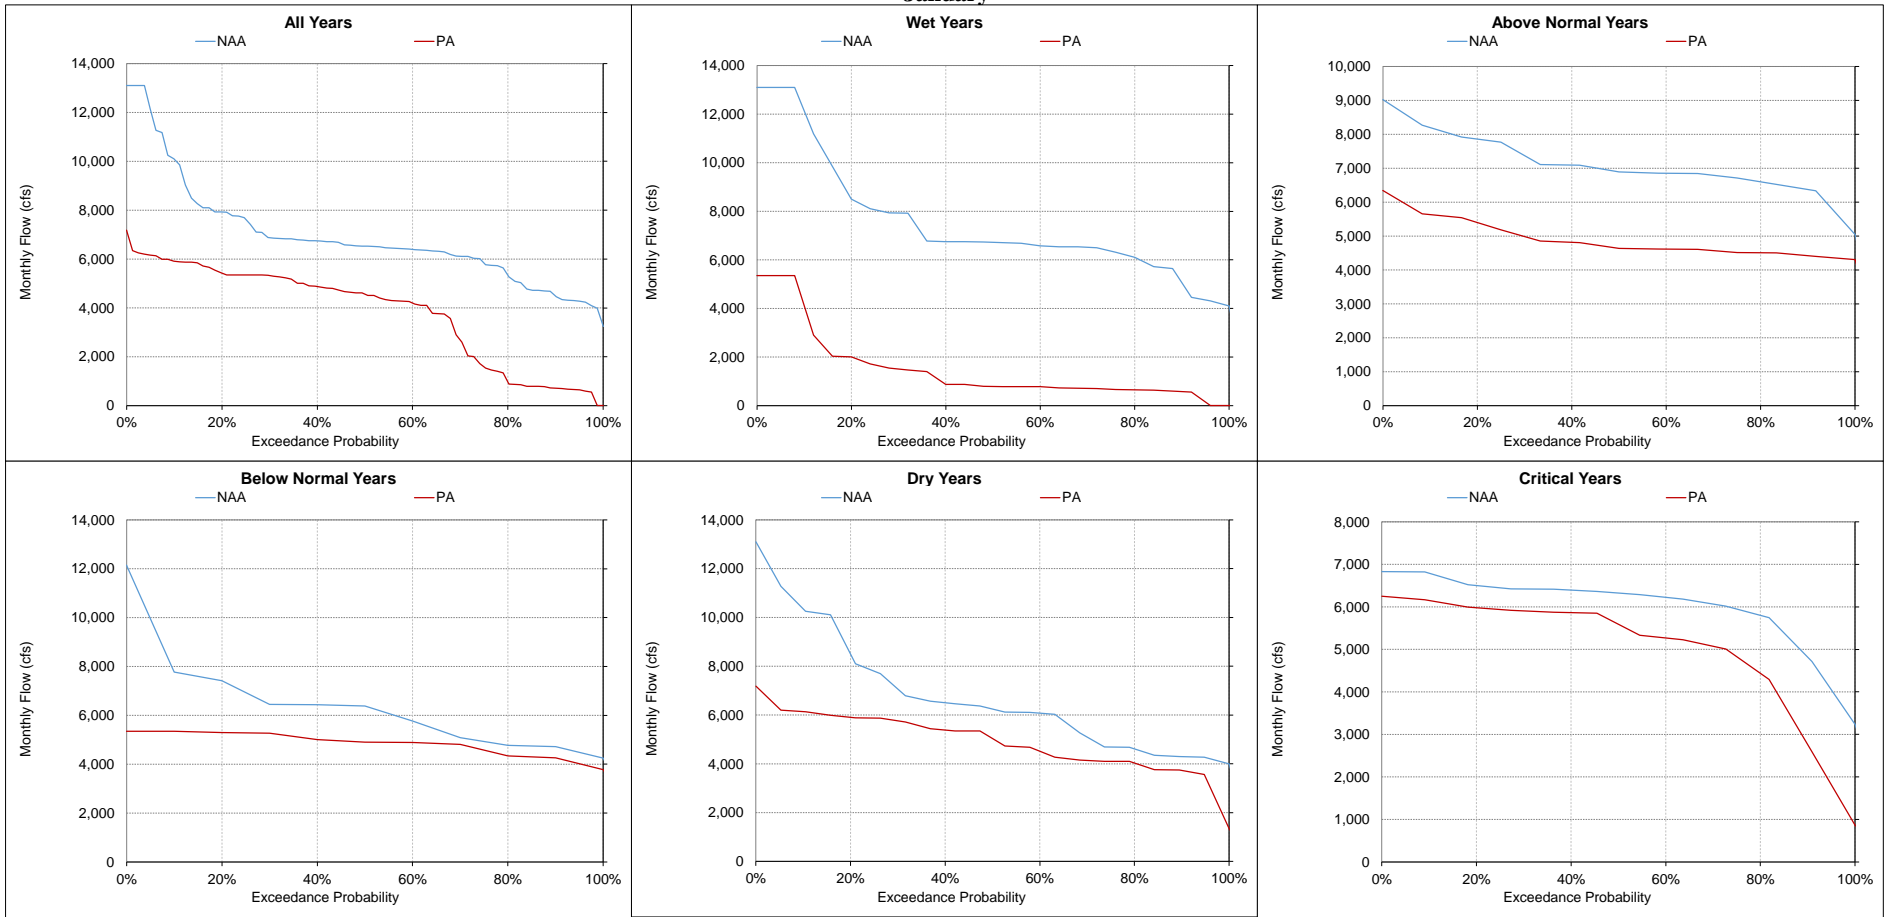 All Years
NAA PA
14,000
12,000
10,000
8,000
6,000
4,000
2,000
0
Monthly Flow (cfs)
0% 20% 40% 60% 80% 100%
Exceedance Probability
Wet Years
NAA PA
14,000
12,000
10,000
8,000
6,000
4,000
2,000
0
Monthly Flow (cfs)
0% 20% 40% 60% 80% 100%
Exceedance Probability
Above Normal Years
NAA PA
10,000
9,000
8,000
7,000
6,000
5,000
4,000
3,000
2,000
1,000
0
Monthly Flow (cfs)
0% 20% 40% 60% 80% 100%
Exceedance Probability
Below Normal Years
NAA PA
14,000
12,000
10,000
8,000
6,000
4,000
2,000
0
Monthly Flow (cfs)
0% 20% 40% 60% 80% 100%
Exceedance Probability
Dry Years
NAA PA
14,000
12,000
10,000
8,000
6,000
4,000
2,000
0
Monthly Flow (cfs)
0% 20% 40% 60% 80% 100%
Exceedance Probability
Critical Years
NAA PA
8,000
7,000
6,000
5,000
4,000
3,000
2,000
1,000
0
Monthly Flow (cfs)
0% 20% 40% 60% 80% 100%
Exceedance Probability